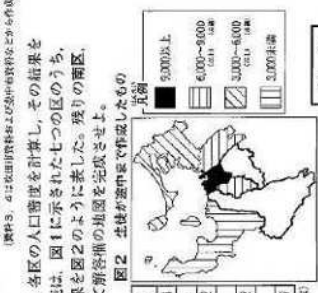 各区の人口密度を計算し，その結果を
は，図1に示された七つの区のうち，
果を図2のように表した。残りの南区，
て解答欄の地図を完成させよ。
図2 生徒が途中まで作成したもの
凡例
9,000以上
6,000～9,000
3,000～6,000
3,000未満